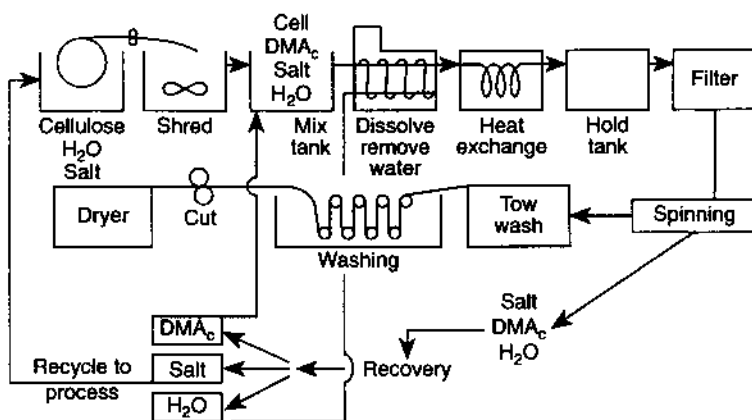 Cell
DMAc
Salt
H2O
Filter
Cellulose
H2O
Salt
Shred
Mix
tank
Dissolve
remove
water
Heat
exchange
Hold
tank
Dryer
Cut
Washing
Tow
wash
Spinning
Salt
DMAc
H2O
DMAc
Recycle to
process
Salt
Recovery
H2O